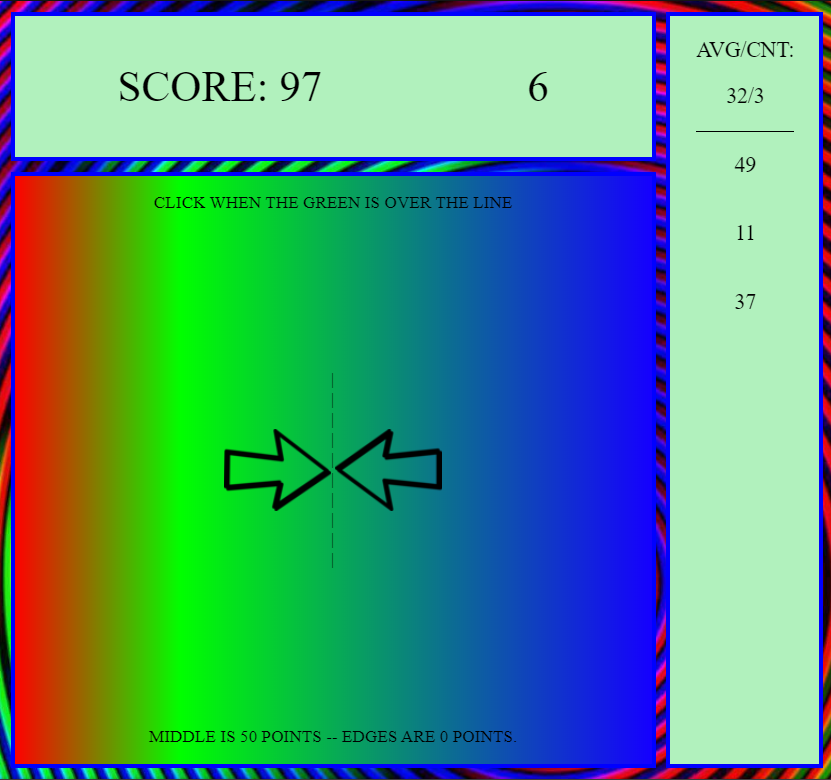 SCORE: 97 6
CLICK WHEN THE GREEN IS OVER THE LINE
MIDDLE IS 50 POINTS -- EDGES ARE 0 POINTS.
AVG/CNT:
32/3
49
11
37